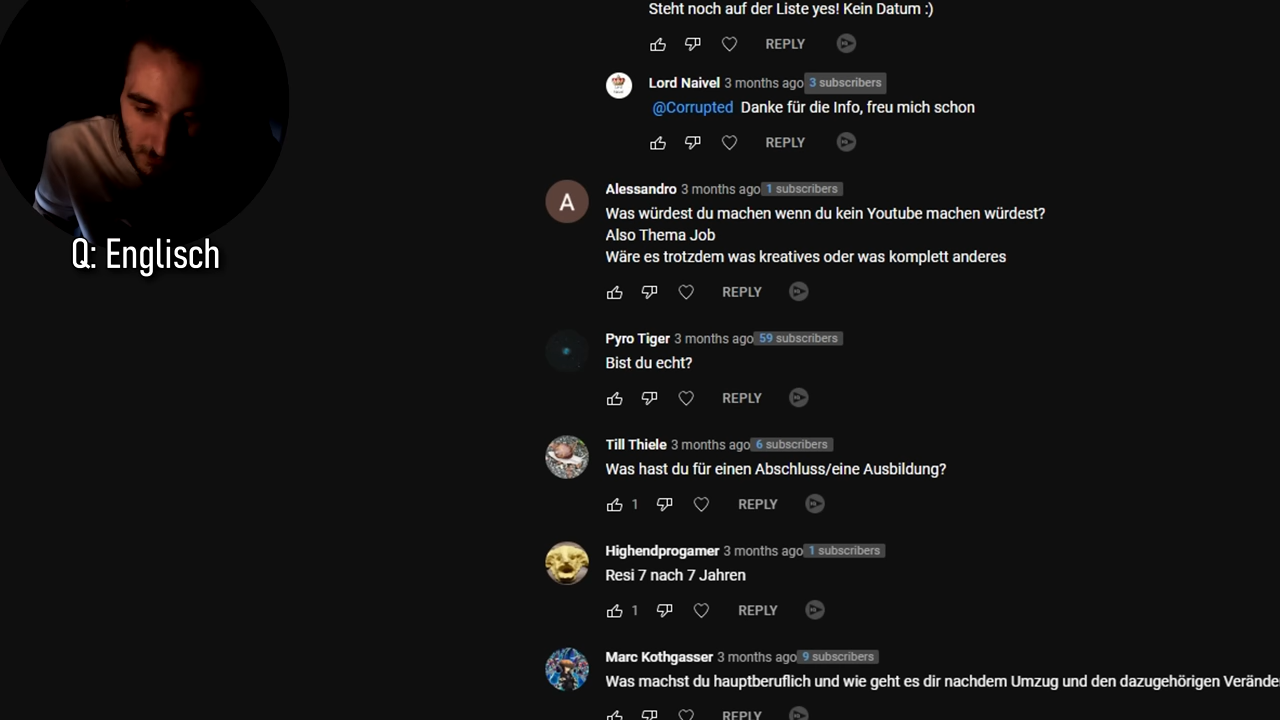 Steht noch auf der Liste yes! Kein Datum :)
REPLY
Lord Naivel 3 months ago 3 subscribers
@Corrupted Danke für die Info, freu mich schon
REPLY
Alessandro 3 months ago 1 subscribers
A
Was würdest du machen wenn du kein Youtube machen würdest?
Also Thema Job
Wäre es trotzdem was kreatives oder was komplett anderes
REPLY
Q: Englisch
Pyro Tiger 3 months ago 59 subscribers
Bist du echt?
REPLY
Till Thiele 3 months ago 6 subscribers
Was hast du für einen Abschluss/eine Ausbildung?
1 REPLY
Highendprogamer 3 months ago 1 subscribers
Resi 7 nach 7 Jahren
1 REPLY
Marc Kothgasser 3 months ago 9 subscribers
Was machst du hauptberuflich und wie geht es dir nachdem Umzug und den dazugehörigen Verände
REPLY